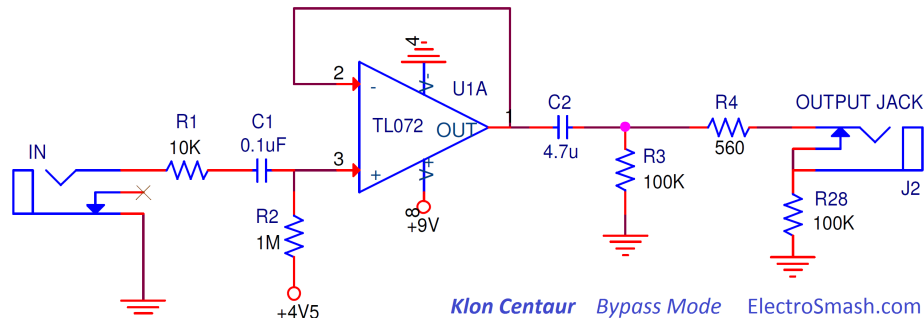 4
2
-
V-
U1A
TL072
OUT
1
C2
4.7u
R4
560
OUTPUT JACK
R1
10K
C1
0.1uF
IN
3
+
V+
8
+9V
R2
1M
+4V5
R3
100K
R28
100K
J2
Klon Centaur Bypass Mode ElectroSmash.com